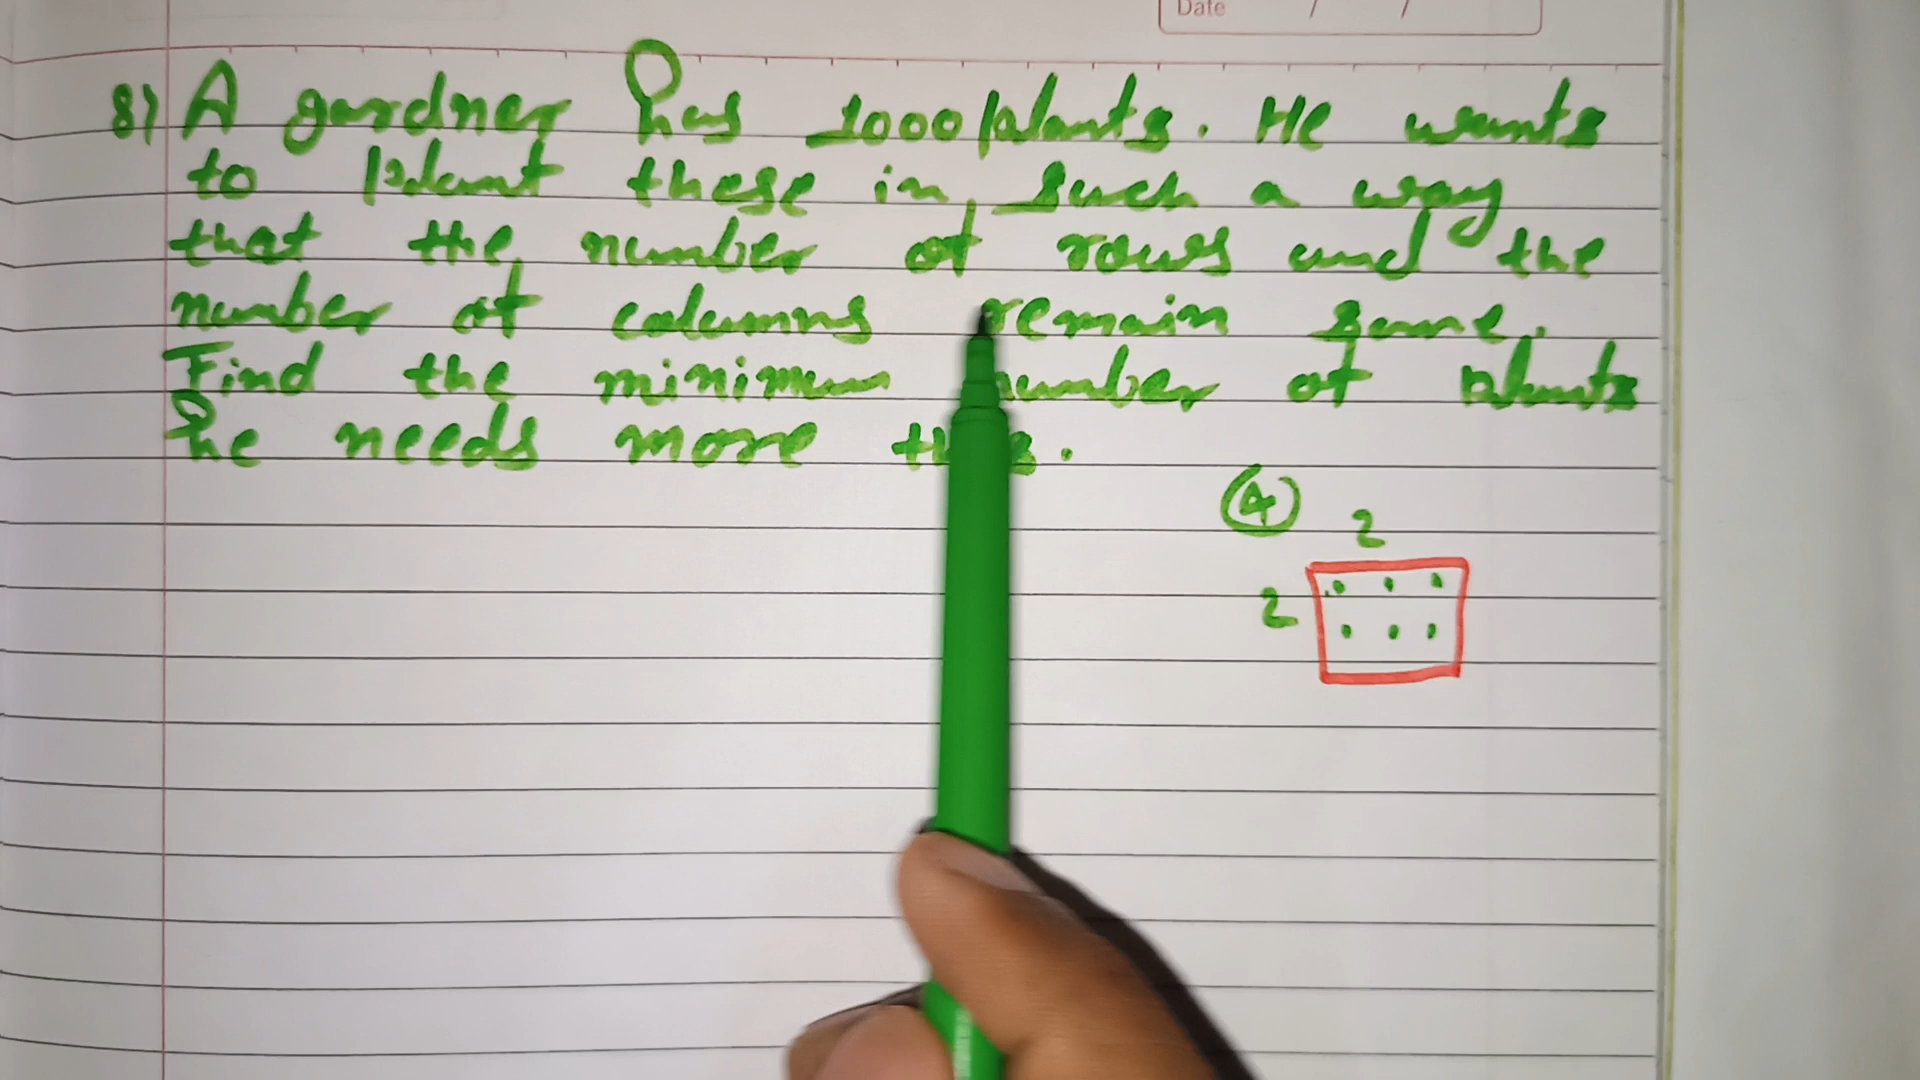 Date / /
8) A gardner has 1000 plants. He wants
to plant these in such a way
that the number of rows and the
number of columns remain same.
Find the minimum number of plants
he needs more
4
2
2